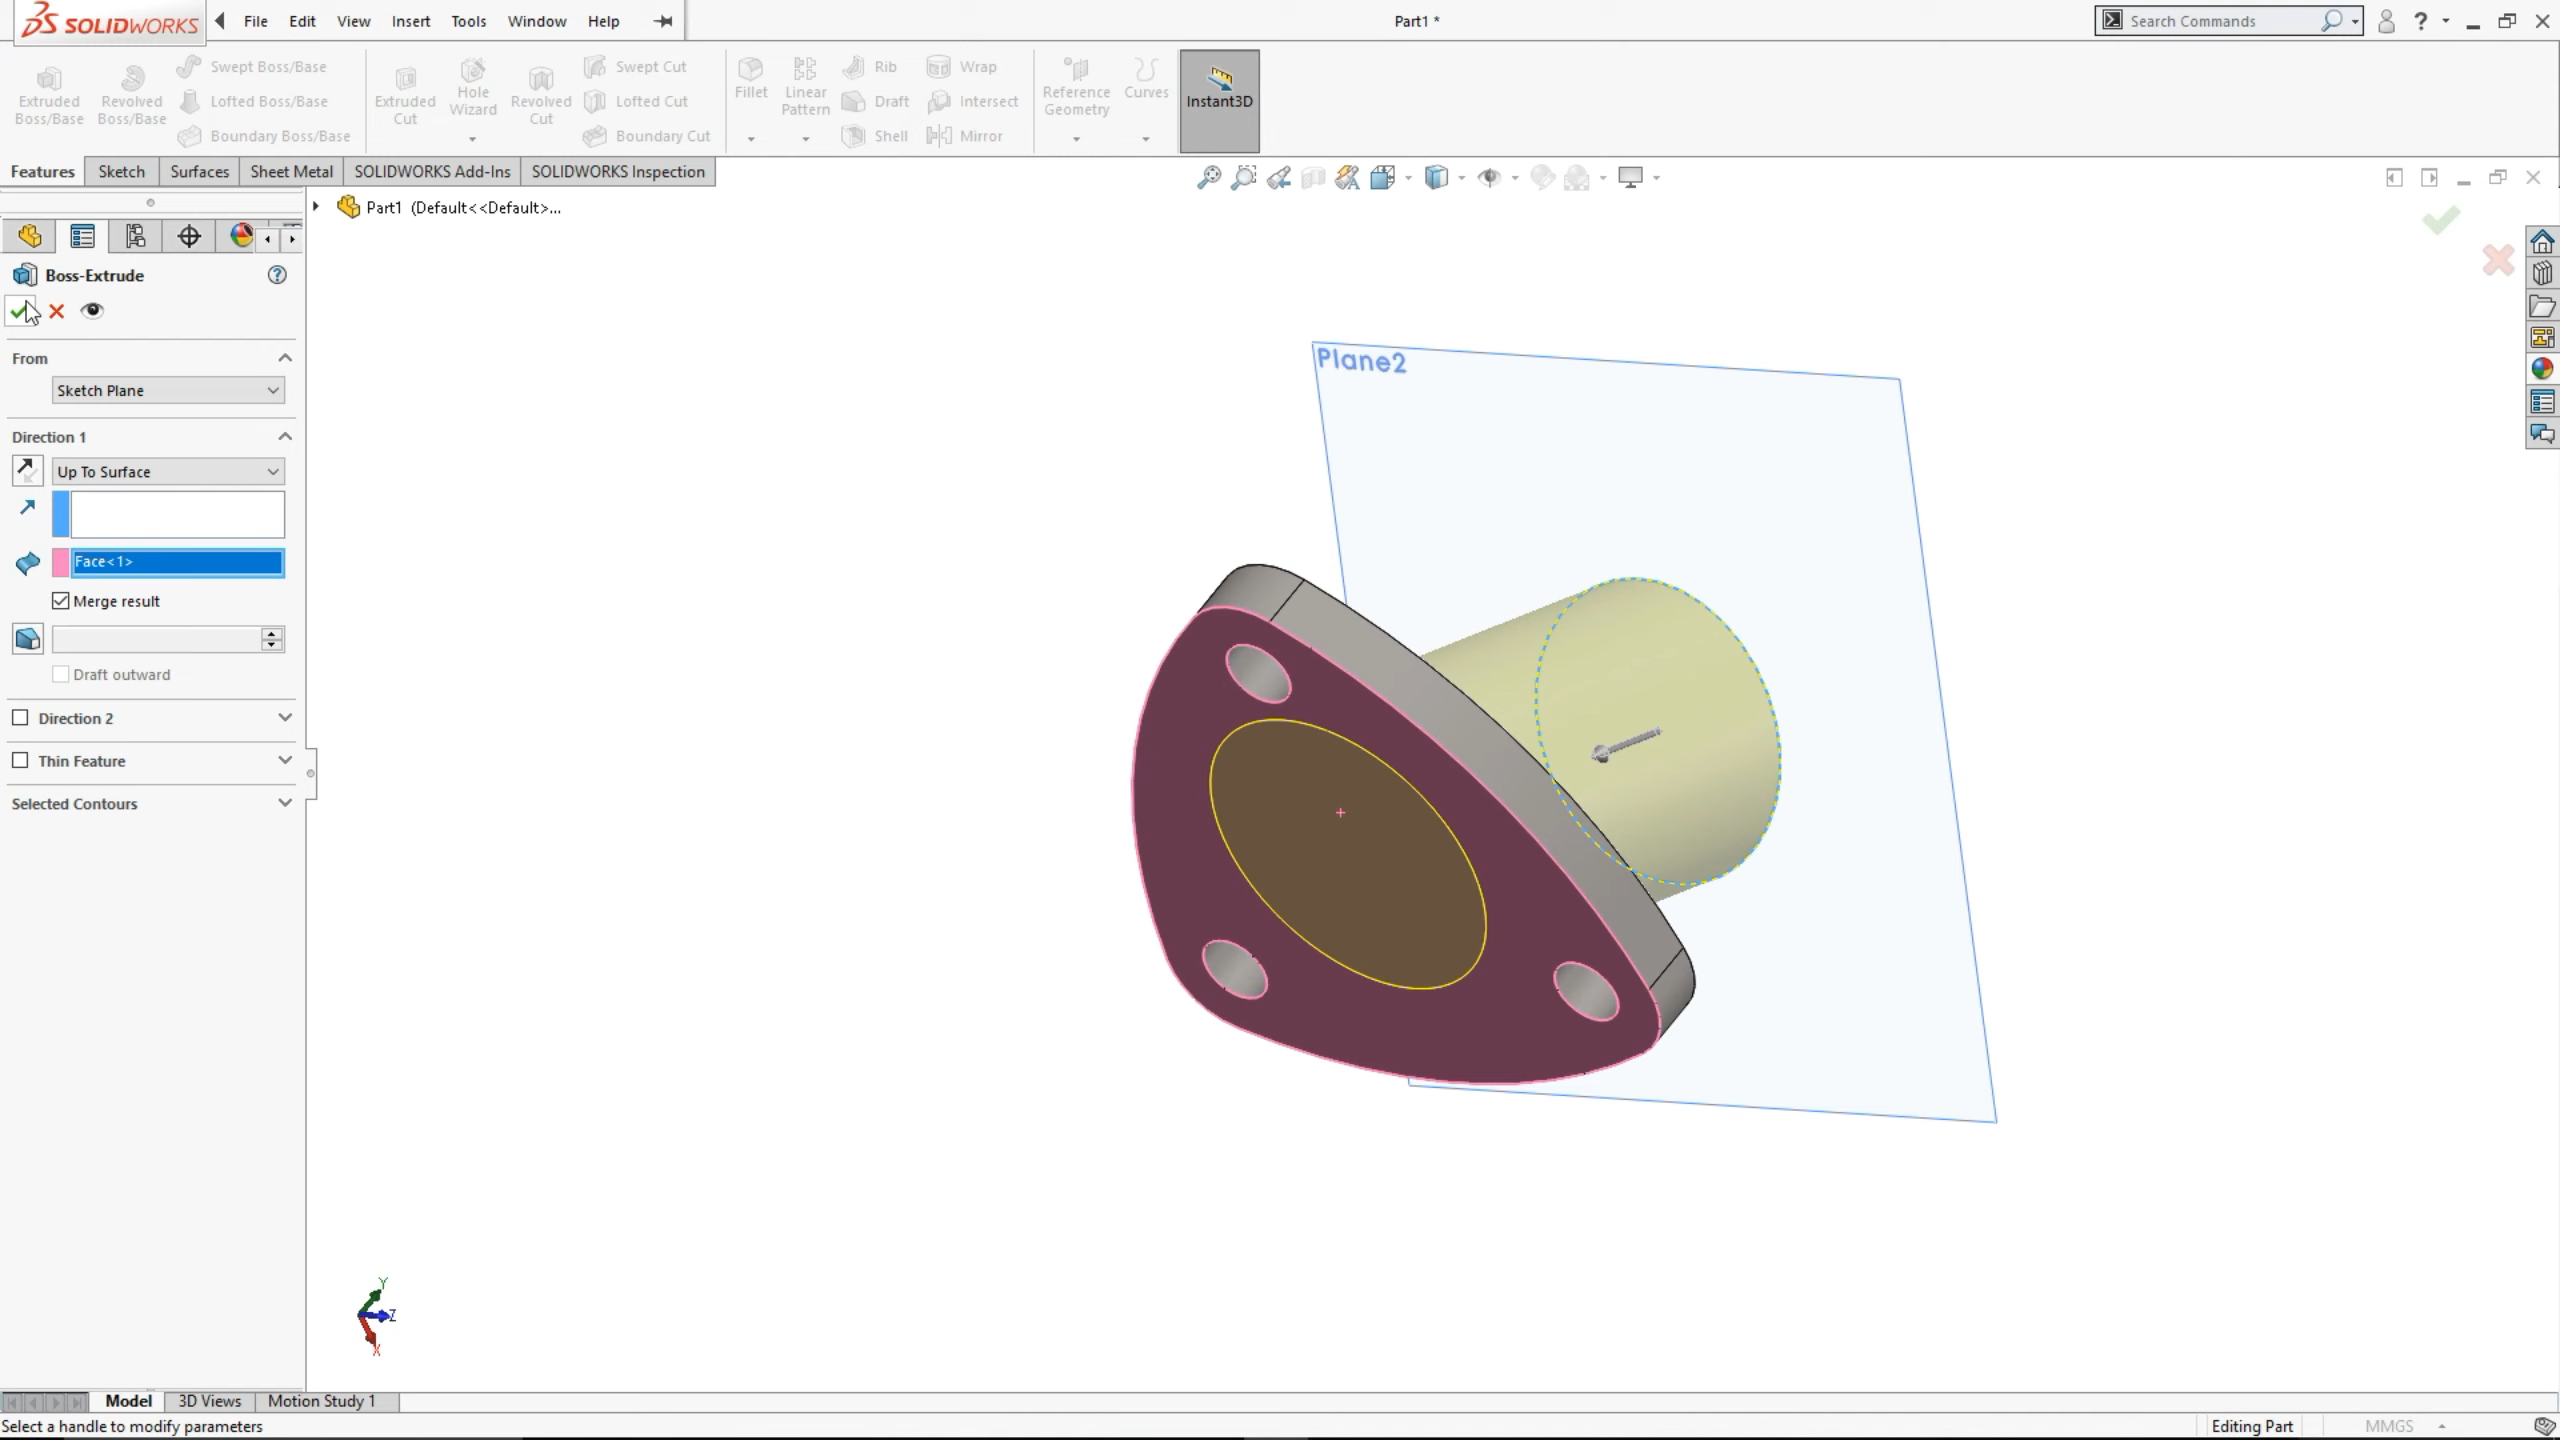 SOLIDWORKS File Edit View Insert Tools Window Help Part1 * Search Commands
Extruded Boss/Base
Revolved Boss/Base
Swept Boss/Base
Lofted Boss/Base
Boundary Boss/Base
Extruded Cut
Hole Wizard
Revolved Cut
Swept Cut
Lofted Cut
Boundary Cut
Fillet
Linear Pattern
Rib
Draft
Shell
Wrap
Intersect
Mirror
Reference Geometry
Curves
Instant3D
Features Sketch Surfaces Sheet Metal SOLIDWORKS Add-Ins SOLIDWORKS Inspection
Part1 (Default<<Default>...
Boss-Extrude
From
Sketch Plane
Direction 1
Up To Surface
Face<1>
Merge result
Draft outward
Direction 2
Thin Feature
Selected Contours
Plane2
Y
Z
X
Model 3D Views Motion Study 1
Select a handle to modify parameters Editing Part MMGS